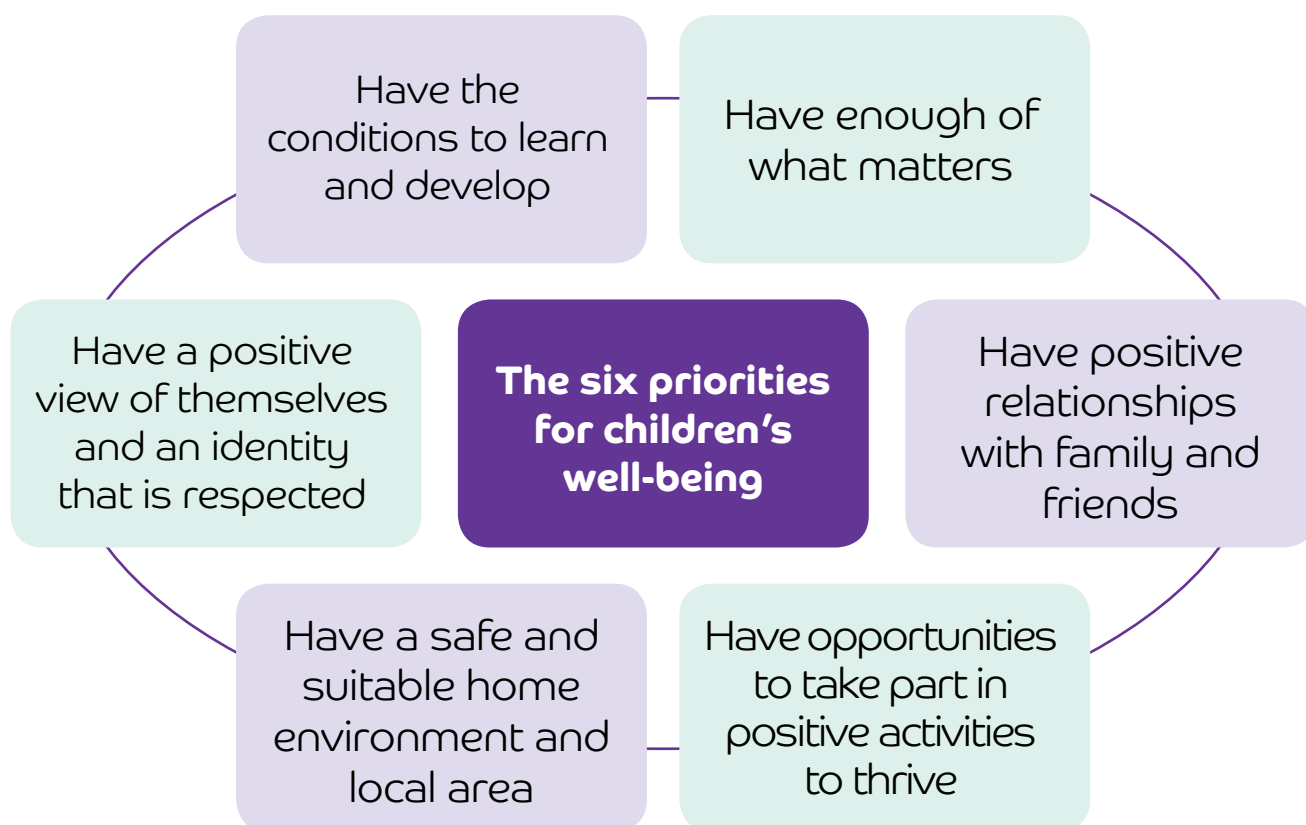 Have the
conditions to learn
and develop
Have enough of
what matters
Have a positive
view of themselves
and an identity
that is respected
The six priorities
for children's
well-being
Have positive
relationships
with family and
friends
Have a safe and
suitable home
environment and
local area
Have opportunities
to take part in
positive activities
to thrive